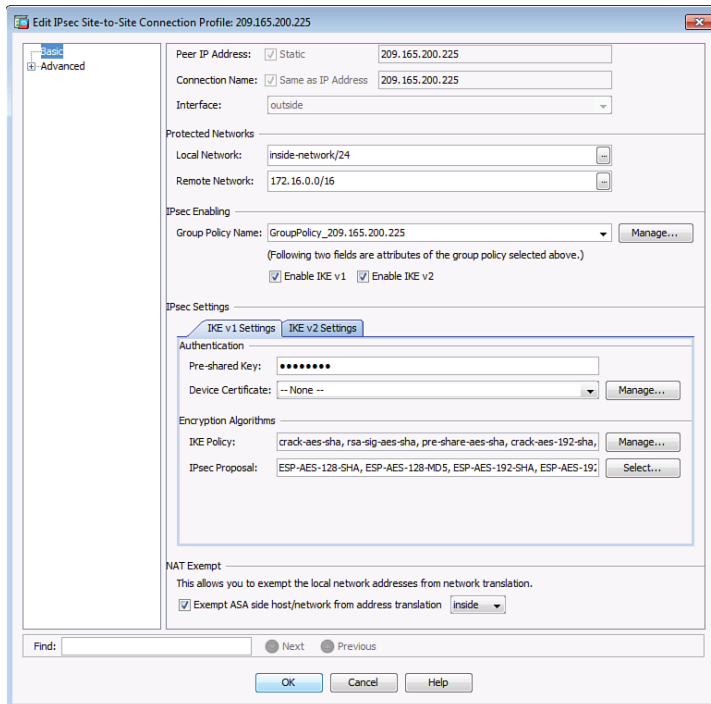 Edit IPsec Site-to-Site Connection Profile: 209.165.200.225
Basic
Advanced
Peer IP Address: Static 209.165.200.225
Connection Name: Same as IP Address 209.165.200.225
Interface: outside
Protected Networks
Local Network: inside-network/24 ...
Remote Network: 172.16.0.0/16 ...
IPsec Enabling
Group Policy Name: GroupPolicy_209.165.200.225 Manage...
(Following two fields are attributes of the group policy selected above.)
Enable IKE v1 Enable IKE v2
IPsec Settings
IKE v1 Settings IKE v2 Settings
Authentication
Pre-shared Key: ••••••••
Device Certificate: -- None -- Manage...
Encryption Algorithms
IKE Policy: crack-aes-sha, rsa-sig-aes-sha, pre-share-aes-sha, crack-aes-192-sha, Manage...
IPsec Proposal: ESP-AES-128-SHA, ESP-AES-128-MD5, ESP-AES-192-SHA, ESP-AES-192 Select...
NAT Exempt
This allows you to exempt the local network addresses from network translation.
Exempt ASA side host/network from address translation inside
Find: Next Previous
OK Cancel Help